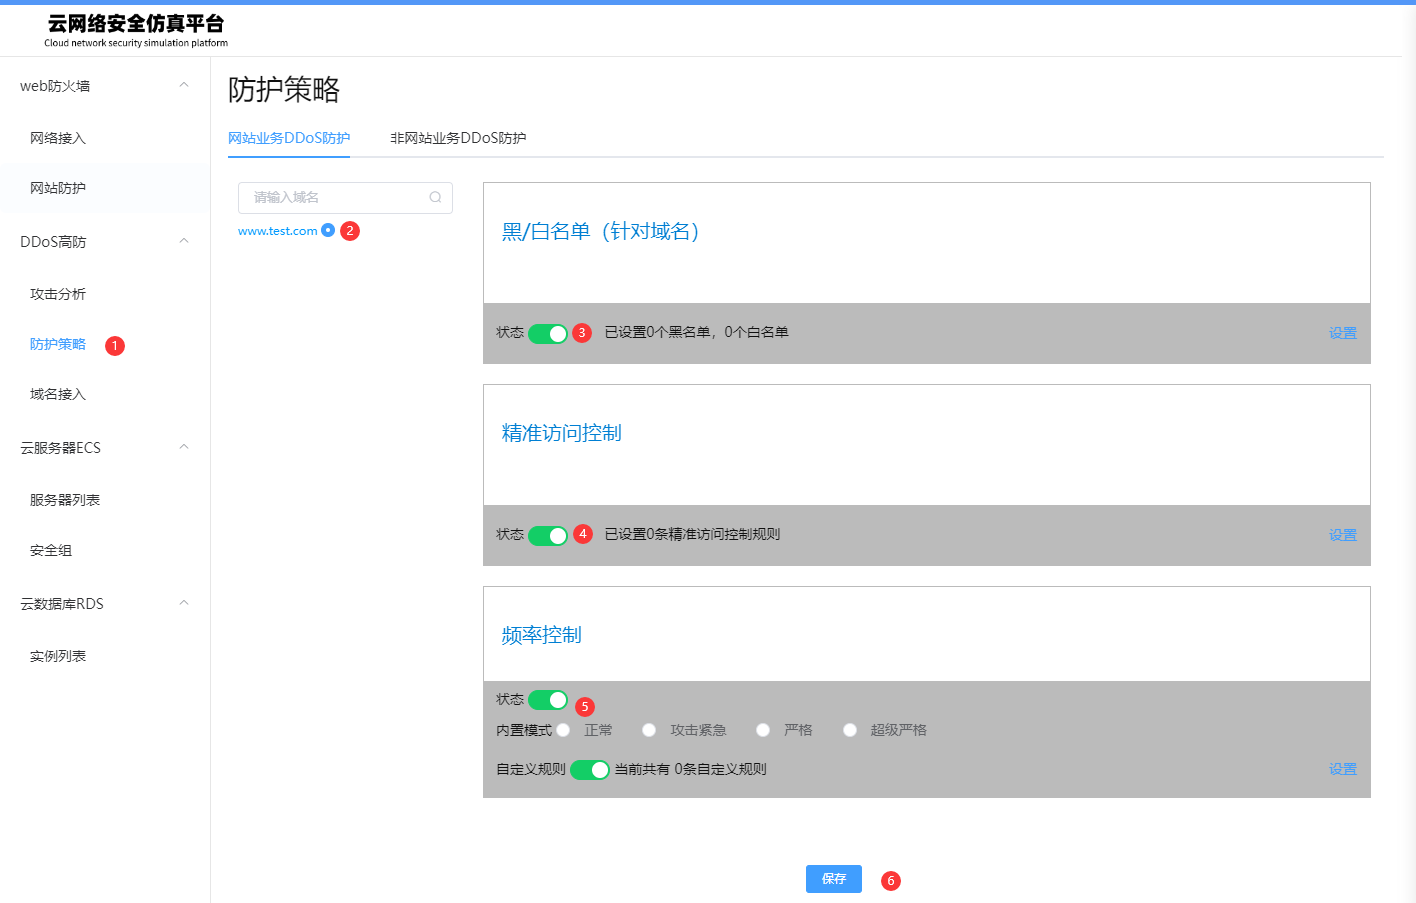 云网络安全仿真平台
Cloud network security simulation platform
web防火墙
网络接入
网站防护
DDoS高防
攻击分析
防护策略 1
域名接入
云服务器ECS
服务器列表
安全组
云数据库RDS
实例列表
防护策略
网站业务DDoS防护 非网站业务DDoS防护
请输入域名
www.test.com 2
黑/白名单（针对域名）
状态 3 已设置0个黑名单，0个白名单 设置
精准访问控制
状态 4 已设置0条精准访问控制规则 设置
频率控制
状态 5
内置模式 正常 攻击紧急 严格 超级严格
自定义规则 当前共有 0条自定义规则 设置
保存 6